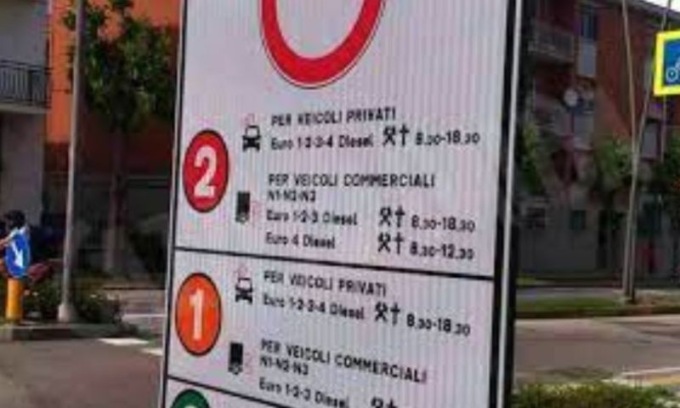 2
PER VEICOLI PRIVATI
Euro 1-2-3-4 Diesel 8,30-18,30
PER VEICOLI COMMERCIALI
N1-N2-N3
Euro 1-2-3 Diesel 8,30-18,30
Euro 4 Diesel 8,30-12,30
1
PER VEICOLI PRIVATI
Euro 1-2-3-4 Diesel 8,30-18,30
PER VEICOLI COMMERCIALI
N1-N2-N3
Euro 1-2-3 Diesel